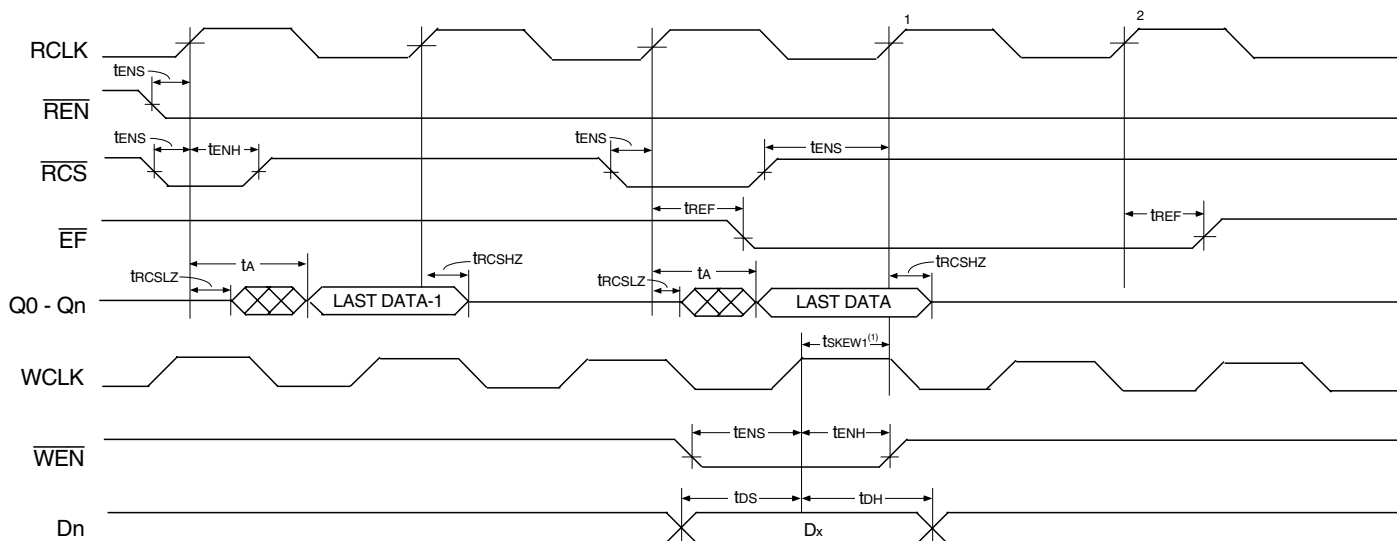 1
2
RCLK
tENS
REN
tENS
tENH
tENS
tENS
RCS
tREF
tREF
EF
tRCSLZ
tA
tRCSHZ
tRCSLZ
tA
tRCSHZ
Q0 - Qn
LAST DATA-1
LAST DATA
tSKEW1(1)
WCLK
tENS
tENH
WEN
tDS
tDH
Dn
Dx